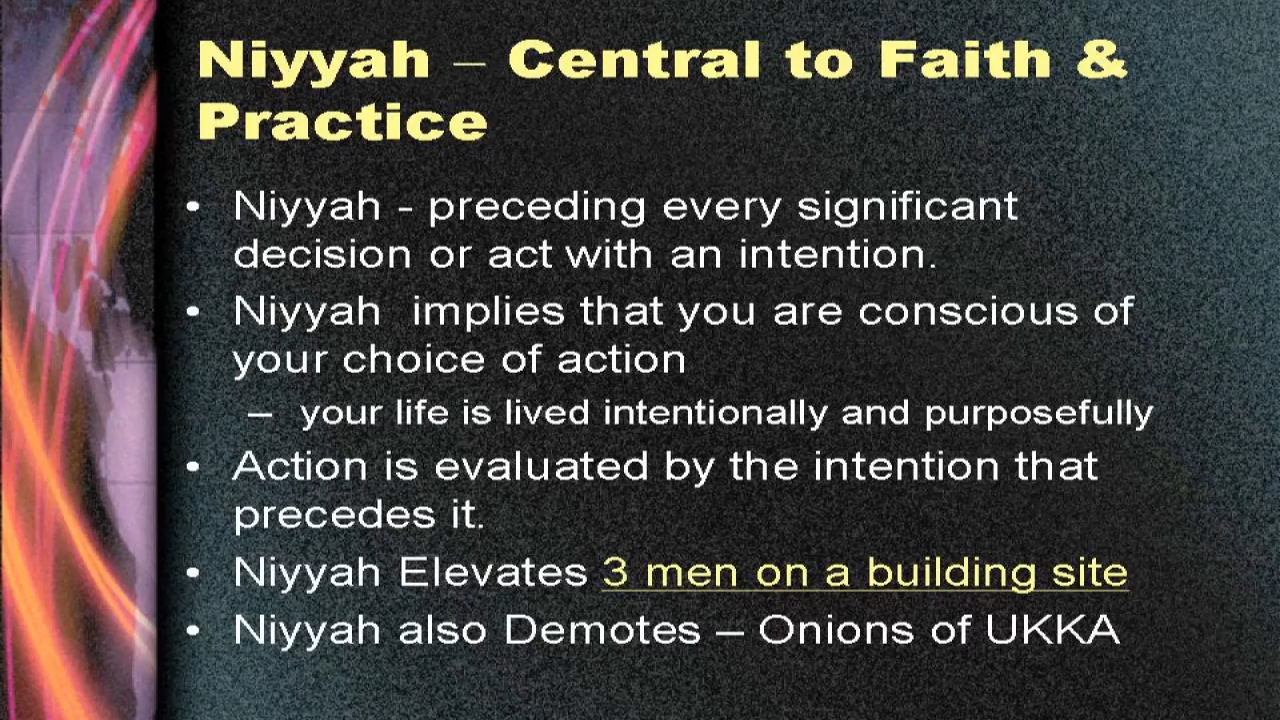 Niyyah – Central to Faith &
Practice
• Niyyah - preceding every significant
decision or act with an intention.
• Niyyah  implies that you are conscious of
your choice of action
– your life is lived intentionally and purposefully
• Action is evaluated by the intention that
precedes it.
• Niyyah Elevates 3 men on a building site
• Niyyah also Demotes – Onions of UKKA